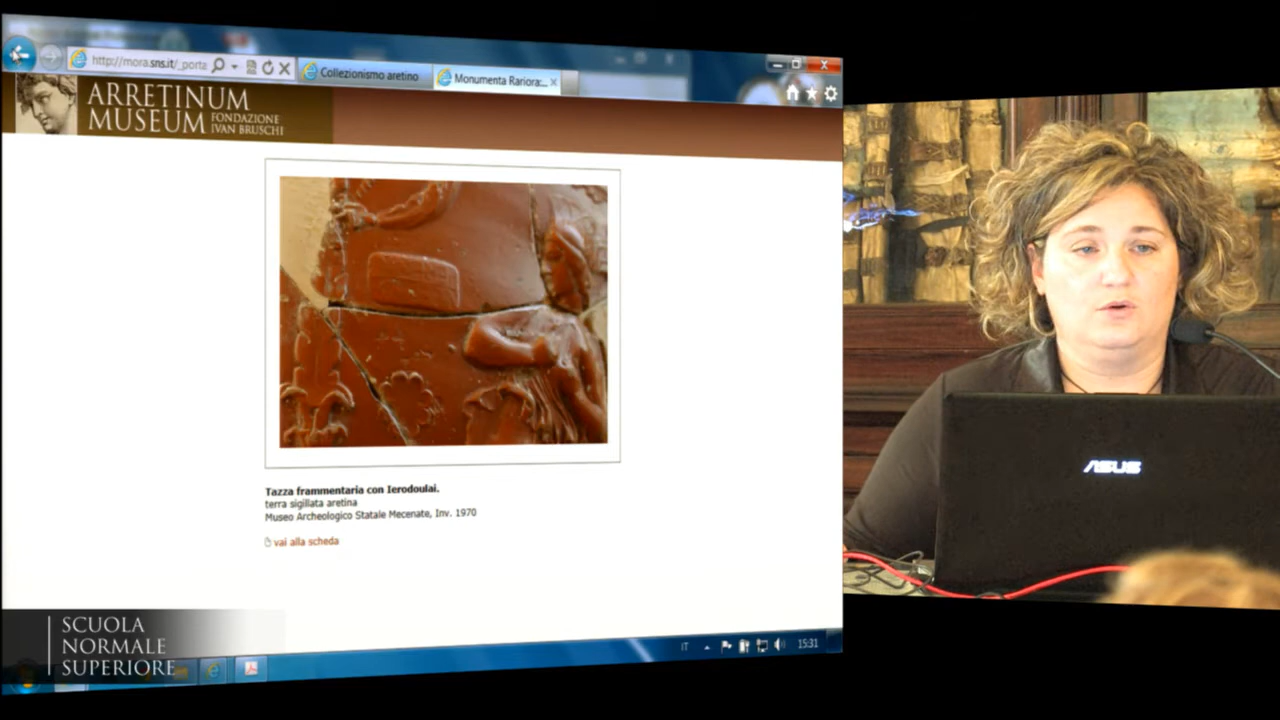 http://mora.sns.it/_porta
Collezionismo aretino
Monumenta Rariora:...
ARRETINUM
MUSEUM FONDAZIONE
IVAN BRUSCHI
Tazza frammentaria con Ierodoulai.
terra sigillata aretina
Museo Archeologico Statale Mecenate, Inv. 1970
vai alla scheda
IT
15:31
SCUOLA
NORMALE
SUPERIORE
ASUS